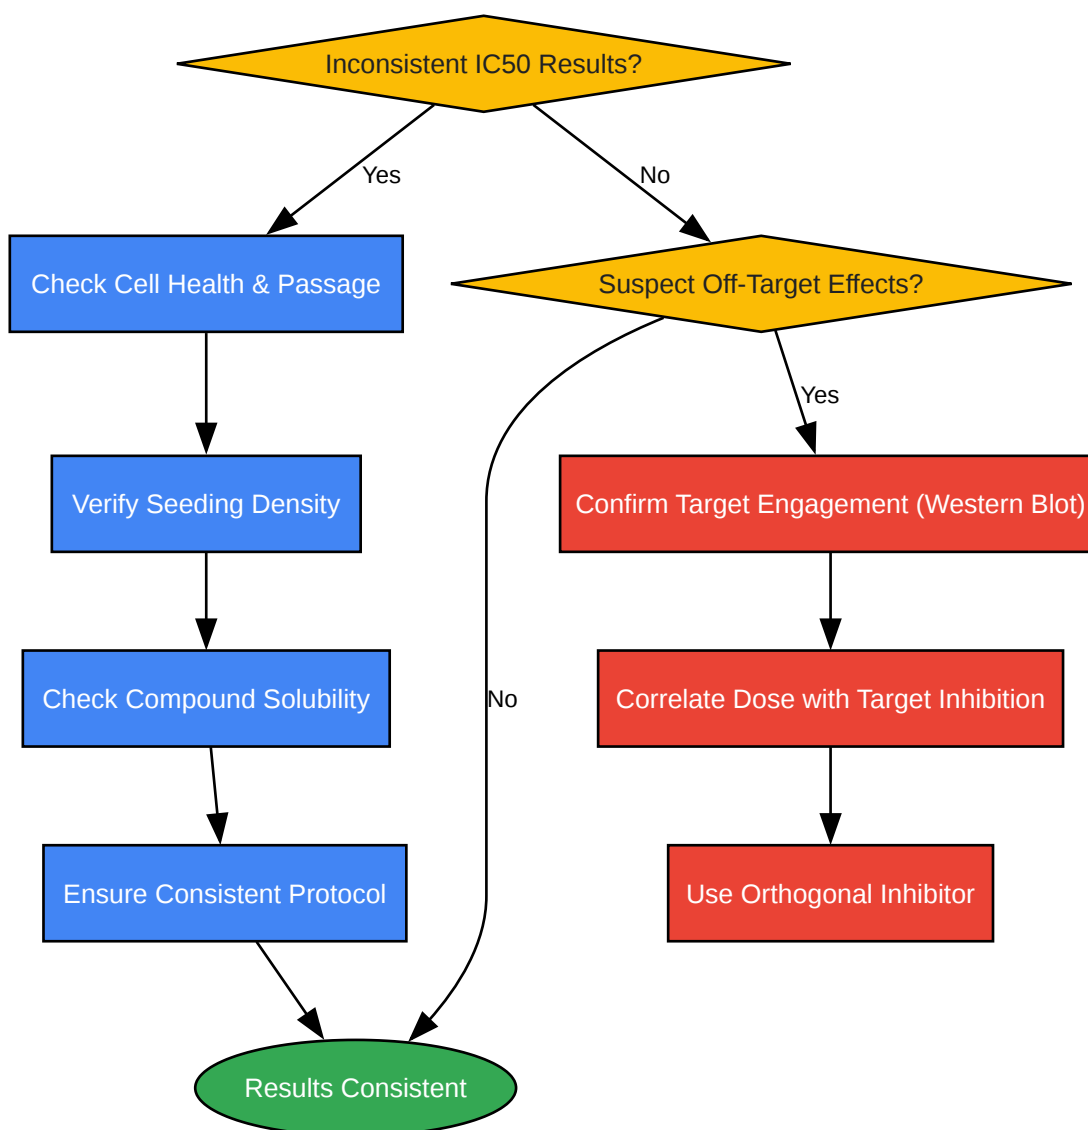 Inconsistent IC50 Results?
Yes
No
Check Cell Health & Passage
Suspect Off-Target Effects?
Yes
Verify Seeding Density
Confirm Target Engagement (Western Blot)
Check Compound Solubility
No
Correlate Dose with Target Inhibition
Ensure Consistent Protocol
Use Orthogonal Inhibitor
Results Consistent